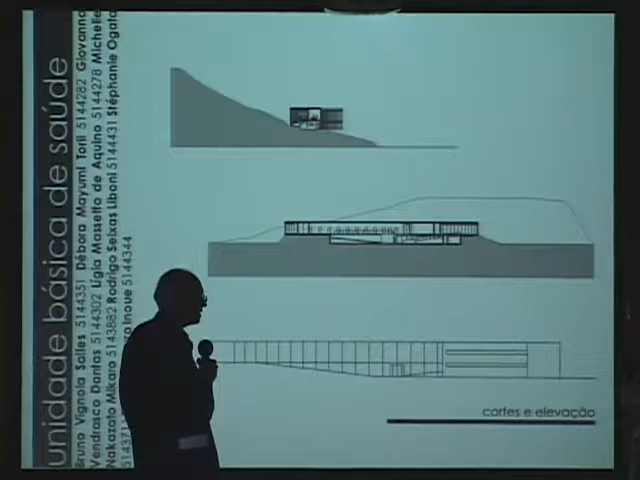 unidade básica de saúde
Bruno Vignola Salles 5144351 Débora Mayumi Torii 5144282 Giovanna
Vendrasco Dantas 5144302 Lígia Massetto de Aquino 5144278 Michelle
Nakazato Mikaro 5143882 Rodrigo Seixas Liboni 5144431 Stéphanie Ogata
Inoue 5144344
cortes e elevação